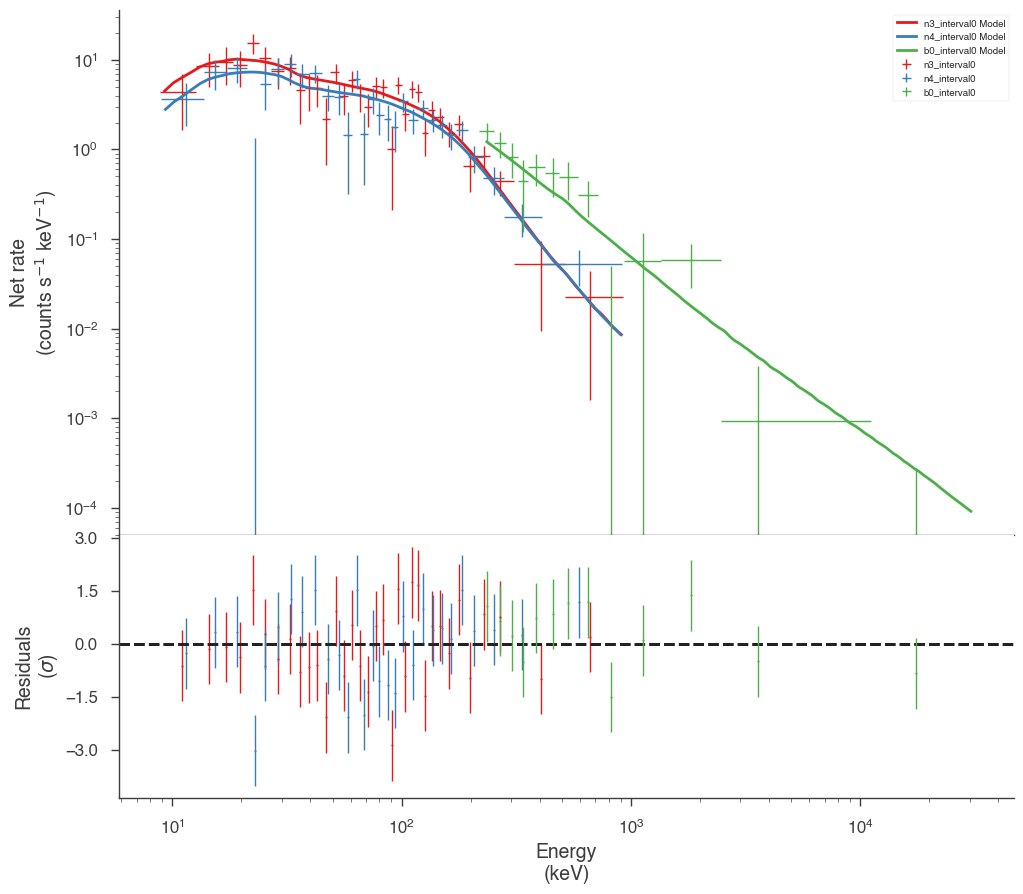 n3_interval0 Model
n4_interval0 Model
b0_interval0 Model
n3_interval0
n4_interval0
b0_interval0
10¹
10⁰
10⁻¹
10⁻²
10⁻³
10⁻⁴
Net rate
(counts s⁻¹ keV⁻¹)
3.0
1.5
0.0
−1.5
−3.0
Residuals
(σ)
10¹ 10² 10³ 10⁴
Energy
(keV)